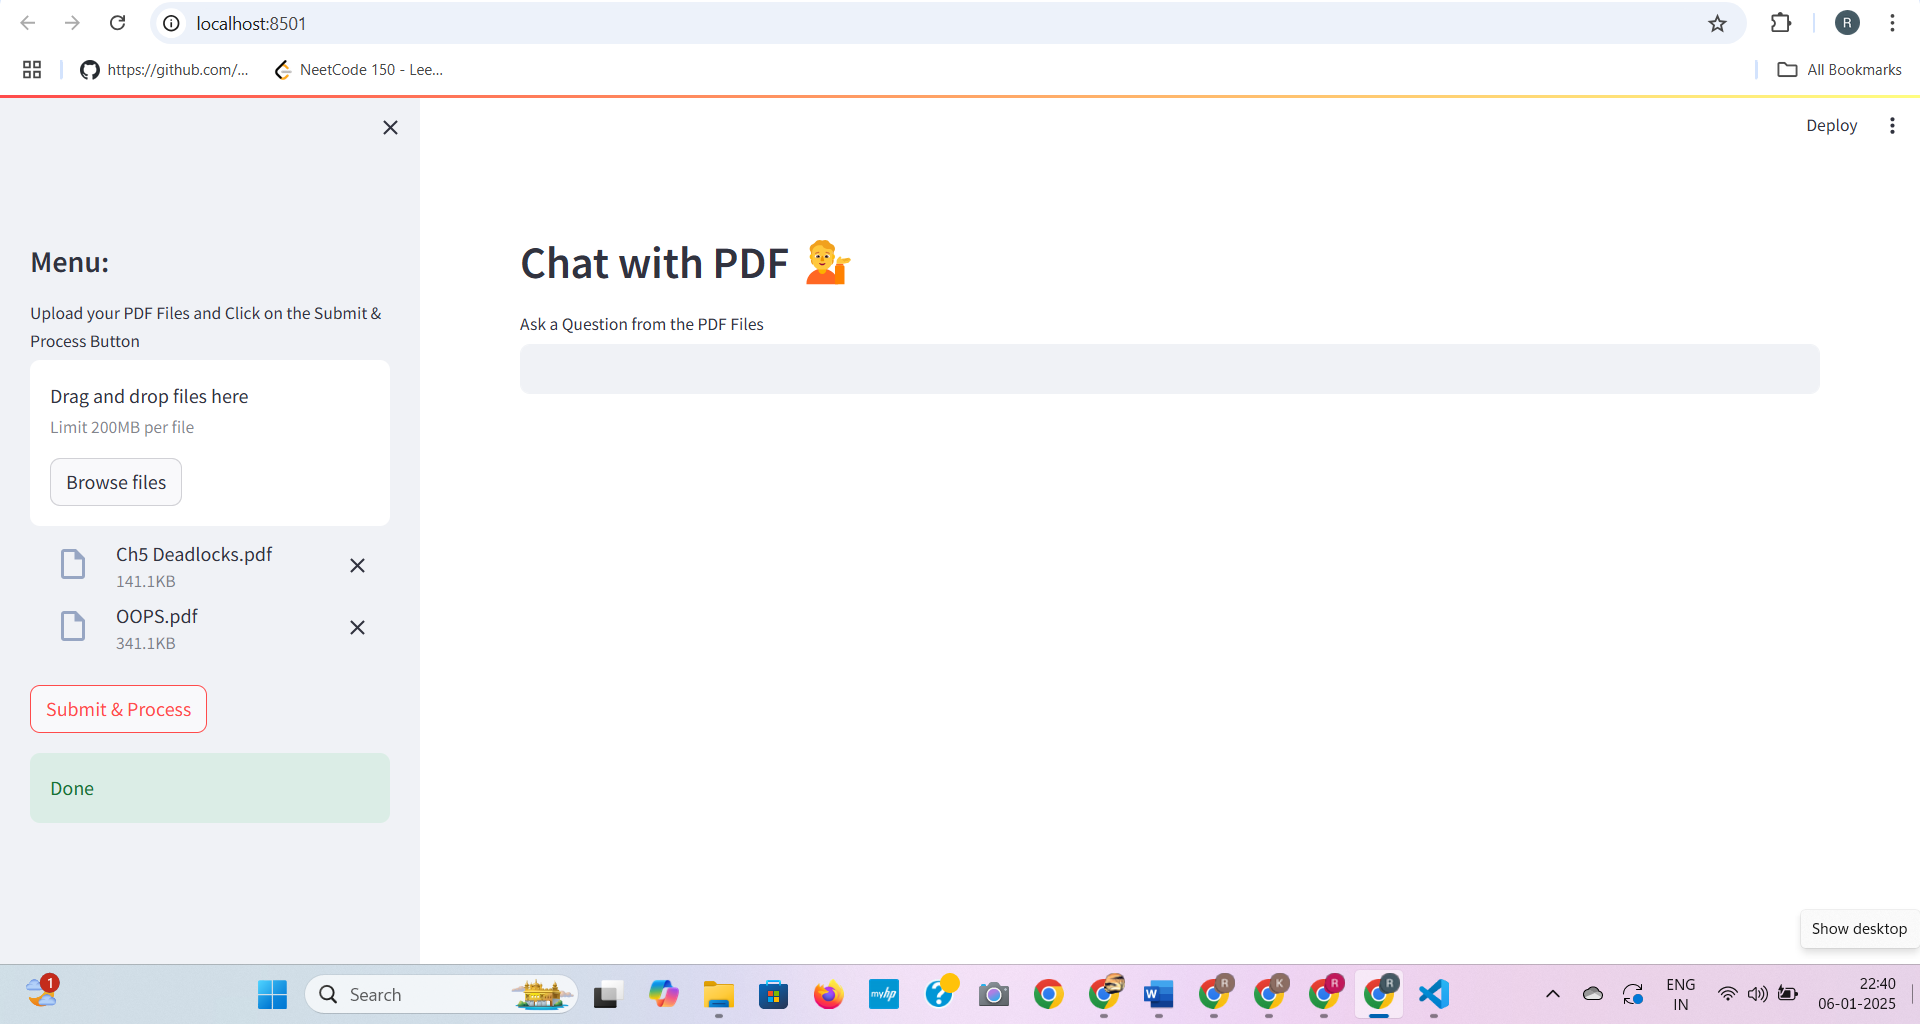 localhost:8501
R
https://github.com/...
NeetCode 150 - Lee...
All Bookmarks
Deploy
Menu:
Upload your PDF Files and Click on the Submit &
Process Button
Drag and drop files here
Limit 200MB per file
Browse files
Ch5 Deadlocks.pdf
141.1KB
OOPS.pdf
341.1KB
Submit & Process
Done
Chat with PDF
Ask a Question from the PDF Files
Show desktop
1
Search
myhp
?
W
R
K
R
R
ENG
IN
22:40
06-01-2025